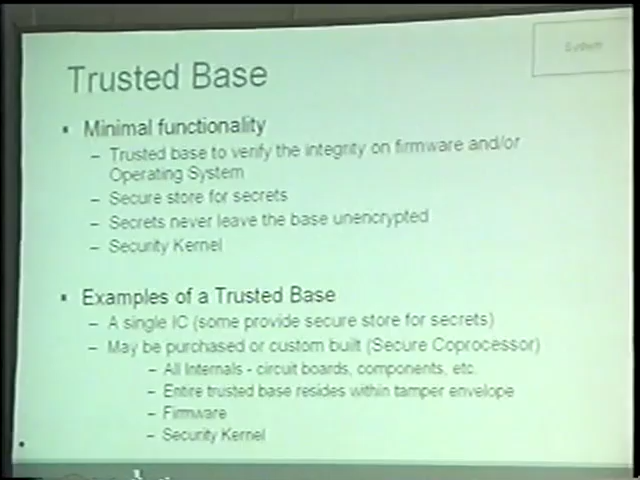 System
Trusted Base
▪ Minimal functionality
– Trusted base to verify the integrity on firmware and/or
Operating System
– Secure store for secrets
– Secrets never leave the base unencrypted
– Security Kernel
▪ Examples of a Trusted Base
– A single IC (some provide secure store for secrets)
– May be purchased or custom built (Secure Coprocessor)
– All Internals - circuit boards, components, etc.
– Entire trusted base resides within tamper envelope
– Firmware
– Security Kernel